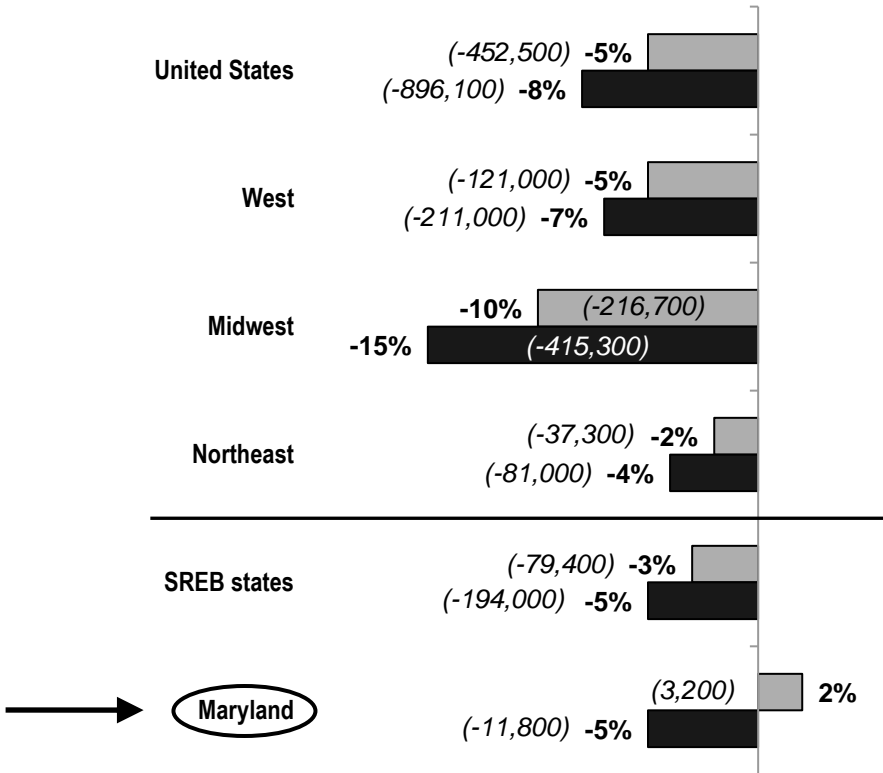 (-452,500) -5%
United States
(-896,100) -8%
(-121,000) -5%
West
(-211,000) -7%
-10% (-216,700)
Midwest
-15% (-415,300)
(-37,300) -2%
Northeast
(-81,000) -4%
(-79,400) -3%
SREB states
(-194,000) -5%
(3,200) 2%
Maryland
(-11,800) -5%